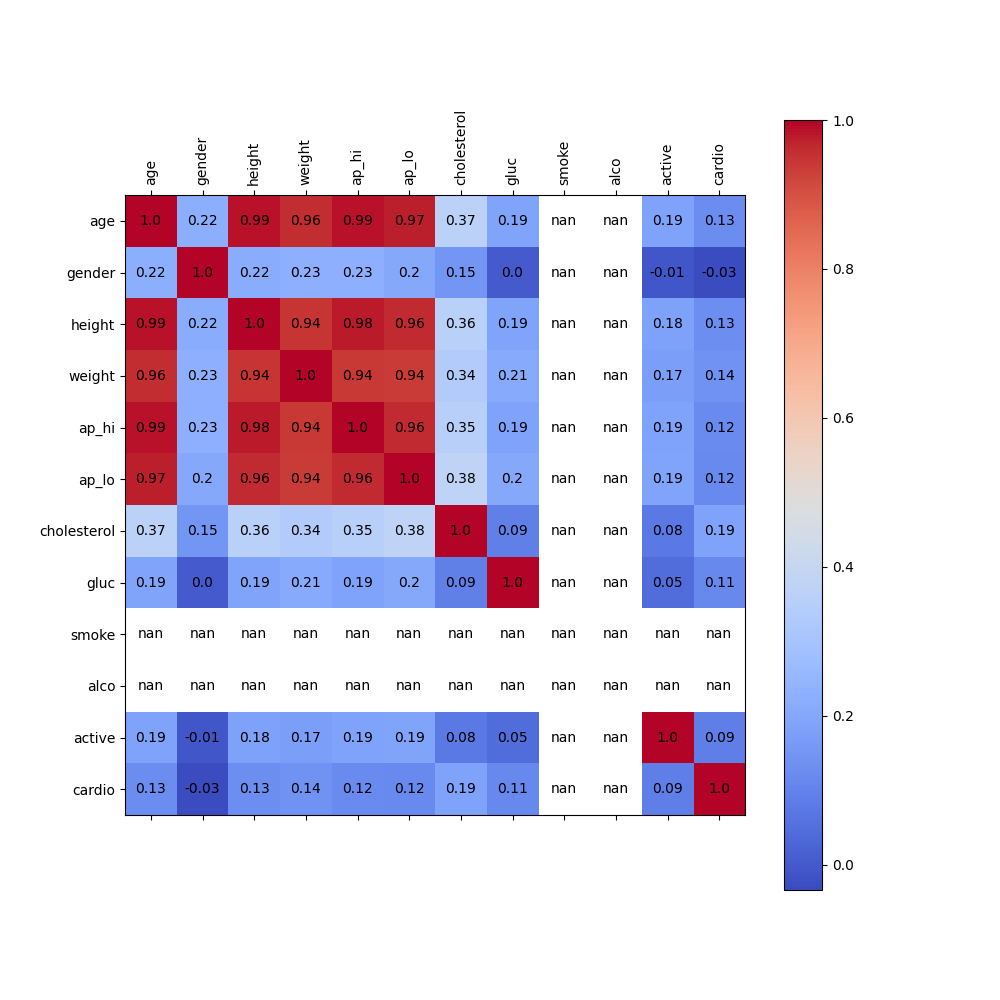 age gender height weight ap_hi ap_lo cholesterol gluc smoke alco active cardio
age 1.0 0.22 0.99 0.96 0.99 0.97 0.37 0.19 nan nan 0.19 0.13
gender 0.22 1.0 0.22 0.23 0.23 0.2 0.15 0.0 nan nan -0.01 -0.03
height 0.99 0.22 1.0 0.94 0.98 0.96 0.36 0.19 nan nan 0.18 0.13
weight 0.96 0.23 0.94 1.0 0.94 0.94 0.34 0.21 nan nan 0.17 0.14
ap_hi 0.99 0.23 0.98 0.94 1.0 0.96 0.35 0.19 nan nan 0.19 0.12
ap_lo 0.97 0.2 0.96 0.94 0.96 1.0 0.38 0.2 nan nan 0.19 0.12
cholesterol 0.37 0.15 0.36 0.34 0.35 0.38 1.0 0.09 nan nan 0.08 0.19
gluc 0.19 0.0 0.19 0.21 0.19 0.2 0.09 1.0 nan nan 0.05 0.11
smoke nan nan nan nan nan nan nan nan nan nan nan nan
alco nan nan nan nan nan nan nan nan nan nan nan nan
active 0.19 -0.01 0.18 0.17 0.19 0.19 0.08 0.05 nan nan 1.0 0.09
cardio 0.13 -0.03 0.13 0.14 0.12 0.12 0.19 0.11 nan nan 0.09 1.0
1.0
0.8
0.6
0.4
0.2
0.0